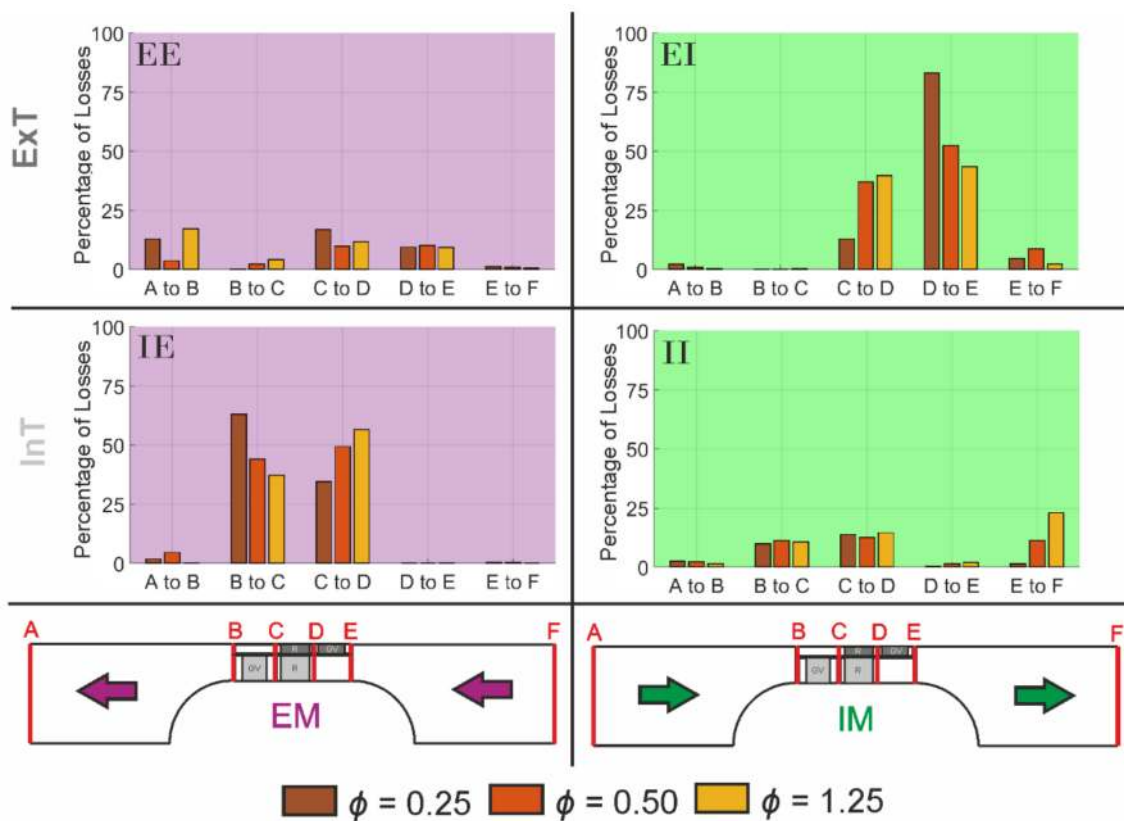 ExT
EE
Percentage of Losses
100
75
50
25
0
A to B B to C C to D D to E E to F
EI
Percentage of Losses
100
75
50
25
0
A to B B to C C to D D to E E to F
InT
IE
Percentage of Losses
100
75
50
25
0
A to B B to C C to D D to E E to F
II
Percentage of Losses
100
75
50
25
0
A to B B to C C to D D to E E to F
A B C D E F
R GV
GV R
EM
A B C D E F
R GV
GV R
IM
ϕ = 0.25 ϕ = 0.50 ϕ = 1.25